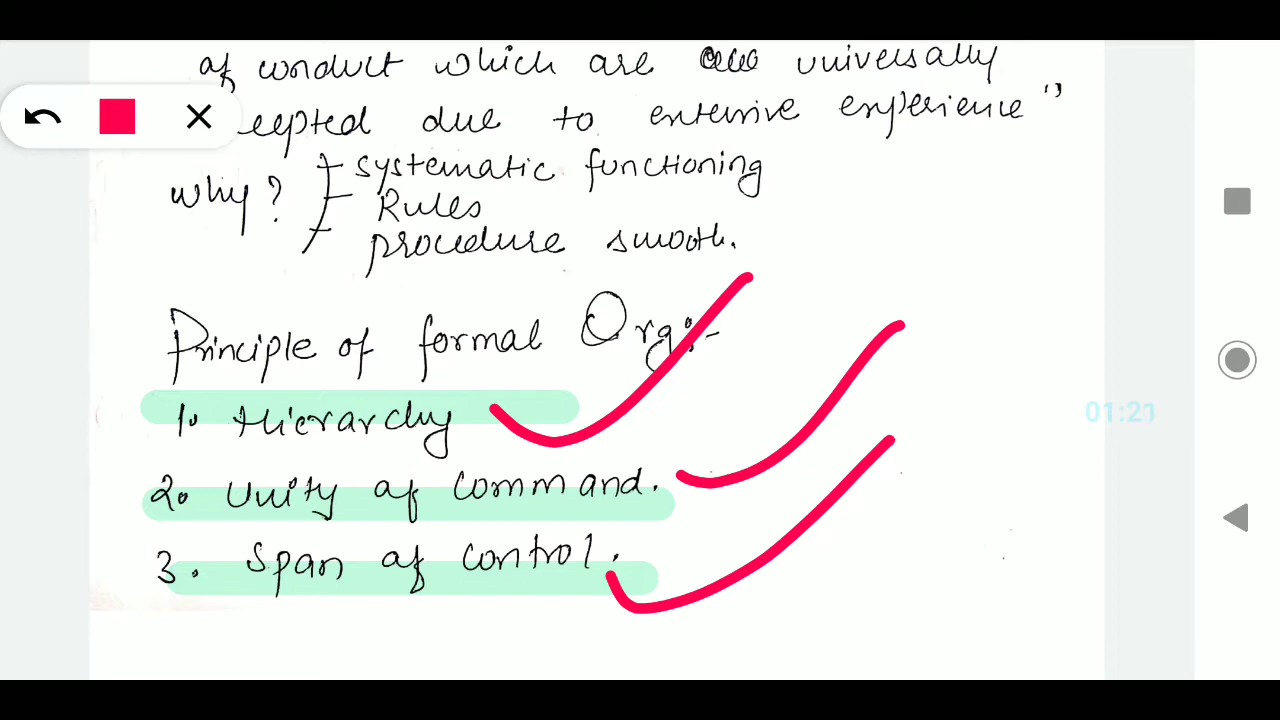 of conduct which are universally
cepted due to extensive experience"
why? systematic functioning
Rules
procedure smooth.
Principle of formal Org:-
1. Hierarchy
2. Unity of command.
3. Span of control.
01:21